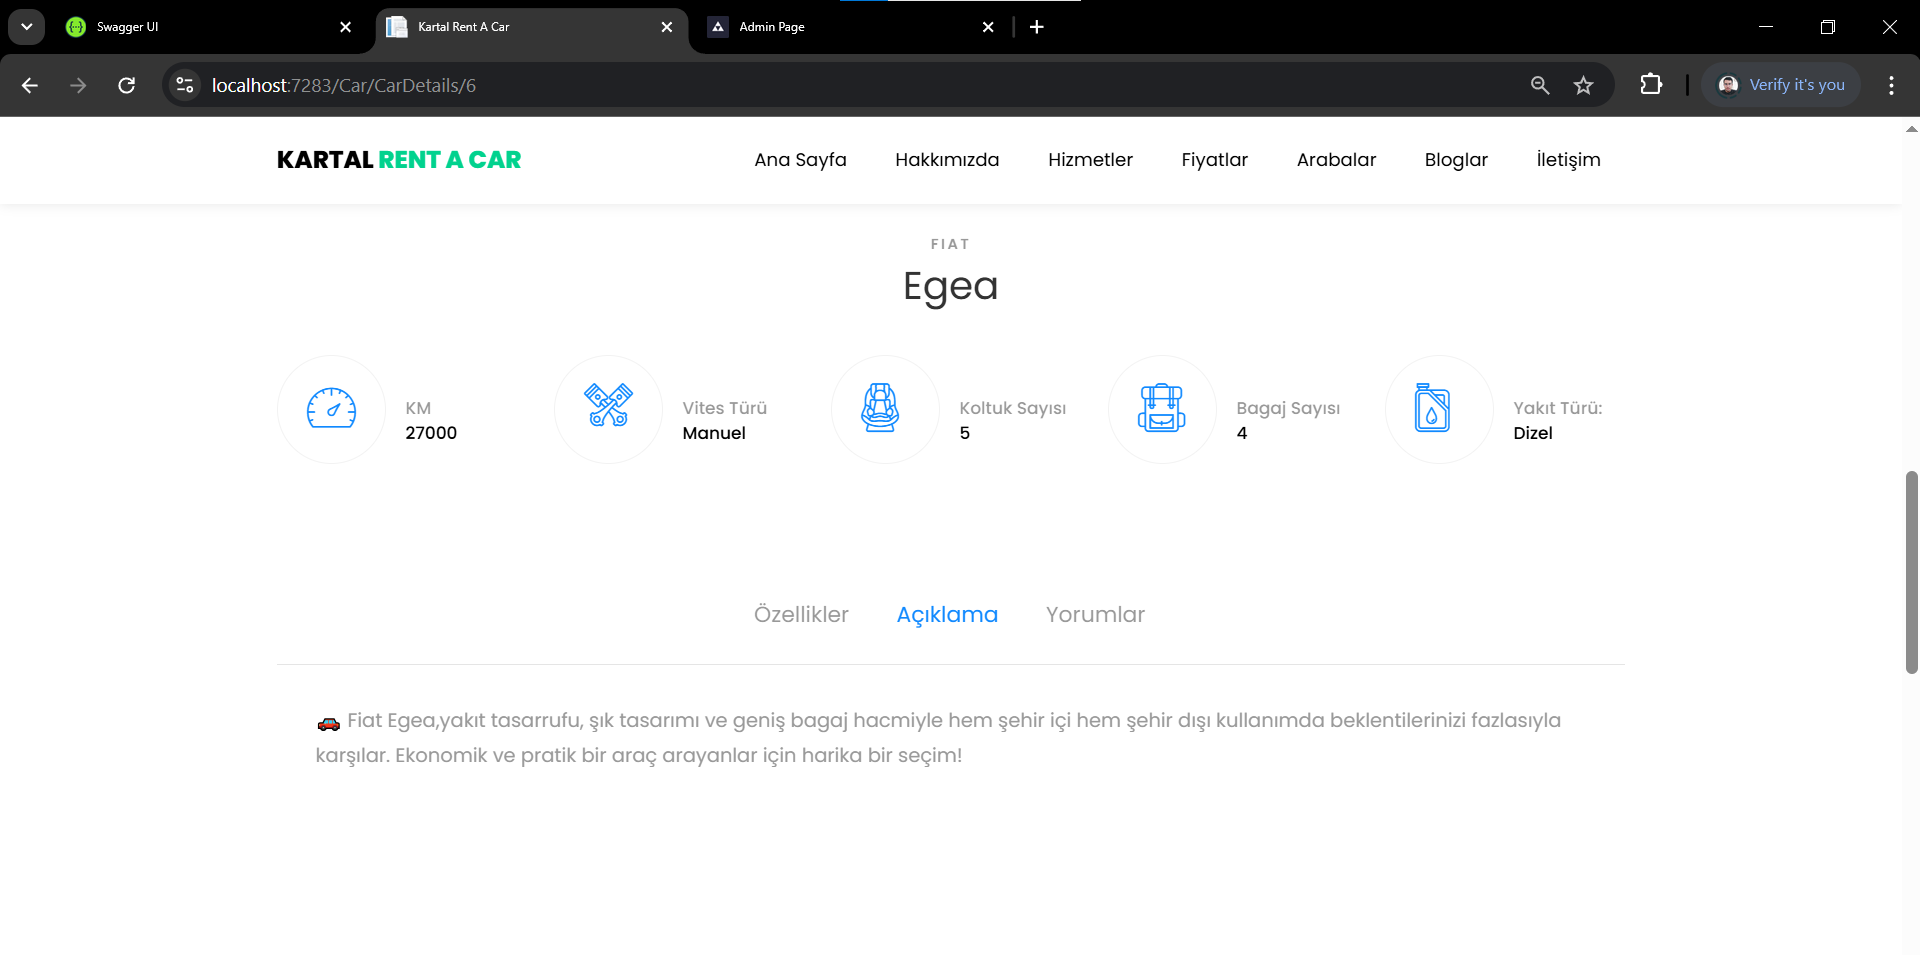 Swagger UI
Kartal Rent A Car
Admin Page
localhost:7283/Car/CarDetails/6
Verify it's you
KARTAL RENT A CAR
Ana Sayfa
Hakkımızda
Hizmetler
Fiyatlar
Arabalar
Bloglar
İletişim
FIAT
Egea
KM
27000
Vites Türü
Manuel
Koltuk Sayısı
5
Bagaj Sayısı
4
Yakıt Türü:
Dizel
Özellikler
Açıklama
Yorumlar
🚗 Fiat Egea,yakıt tasarrufu, şık tasarımı ve geniş bagaj hacmiyle hem şehir içi hem şehir dışı kullanımda beklentilerinizi fazlasıyla
karşılar. Ekonomik ve pratik bir araç arayanlar için harika bir seçim!